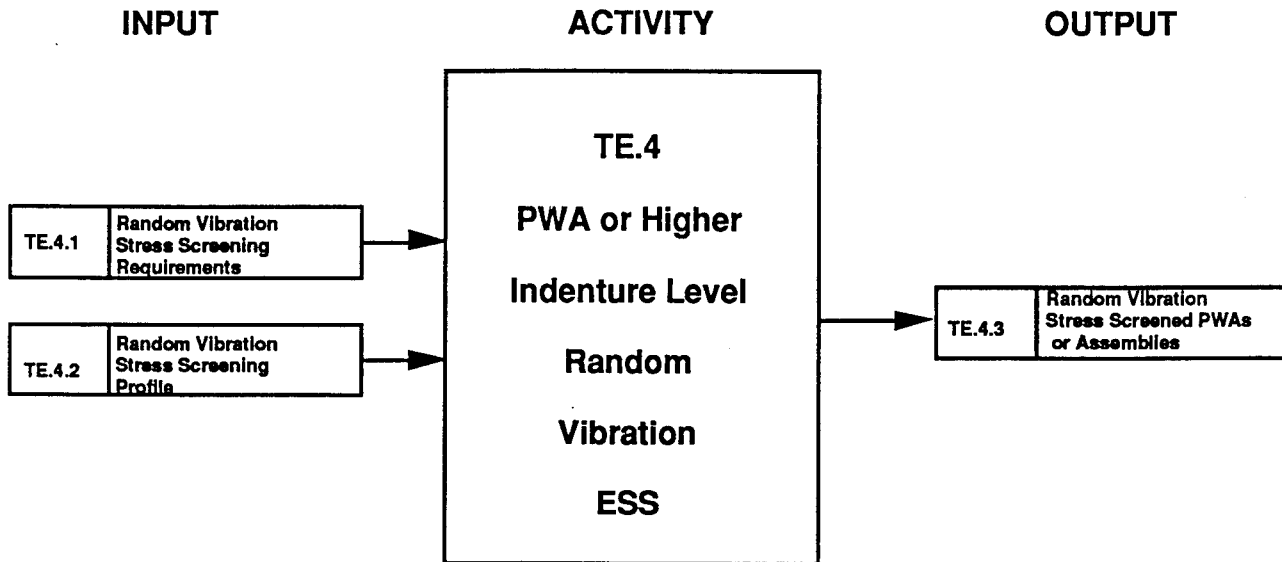 INPUT
ACTIVITY
OUTPUT
TE.4.1
Random Vibration
Stress Screening
Requirements
TE.4.2
Random Vibration
Stress Screening
Profile
TE.4
PWA or Higher
Indenture Level
Random
Vibration
ESS
TE.4.3
Random Vibration
Stress Screened PWAs
or Assemblies